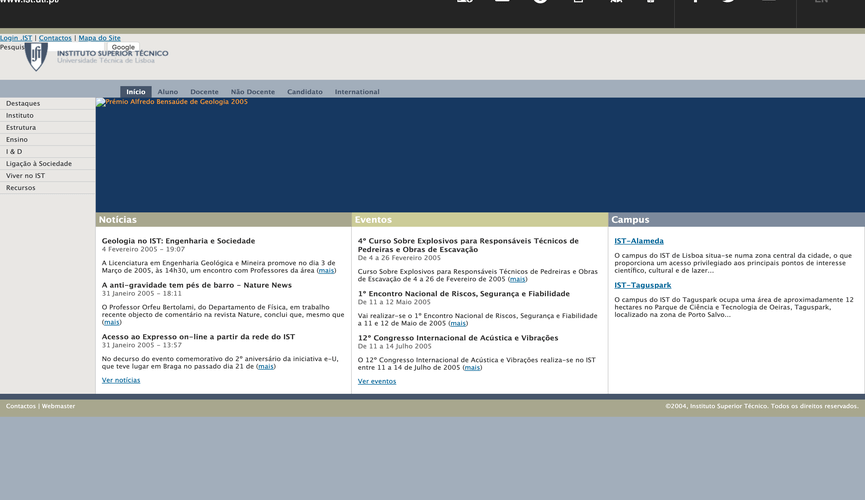 www.ist.utl.pt/
Login .IST | Contactos | Mapa do Site
Pesquis
Google
INSTITUTO SUPERIOR TÉCNICO
Universidade Técnica de Lisboa
Início Aluno Docente Não Docente Candidato International
Destaques
Instituto
Estrutura
Ensino
I & D
Ligação à Sociedade
Viver no IST
Recursos
Prémio Alfredo Bensaúde de Geologia 2005
Notícias
Geologia no IST: Engenharia e Sociedade
4 Fevereiro 2005 - 19:07
A Licenciatura em Engenharia Geológica e Mineira promove no dia 3 de
Março de 2005, às 14h30, um encontro com Professores da área (mais)
A anti-gravidade tem pés de barro - Nature News
31 Janeiro 2005 - 18:11
O Professor Orfeu Bertolami, do Departamento de Física, em trabalho
recente objecto de comentário na revista Nature, conclui que, mesmo que
(mais)
Acesso ao Expresso on-line a partir da rede do IST
31 Janeiro 2005 - 13:57
No decurso do evento comemorativo do 2º aniversário da iniciativa e-U,
que teve lugar em Braga no passado dia 21 de (mais)
Ver notícias
Eventos
4º Curso Sobre Explosivos para Responsáveis Técnicos de
Pedreiras e Obras de Escavação
De 4 a 26 Fevereiro 2005
Curso Sobre Explosivos para Responsáveis Técnicos de Pedreiras e Obras
de Escavação de 4 a 26 de Fevereiro de 2005 (mais)
1º Encontro Nacional de Riscos, Segurança e Fiabilidade
De 11 a 12 Maio 2005
Vai realizar-se o 1º Encontro Nacional de Riscos, Segurança e Fiabilidade
a 11 e 12 de Maio de 2005 (mais)
12º Congresso Internacional de Acústica e Vibrações
De 11 a 14 Julho 2005
O 12º Congresso Internacional de Acústica e Vibrações realiza-se no IST
entre 11 a 14 de Julho de 2005 (mais)
Ver eventos
Campus
IST-Alameda
O campus do IST de Lisboa situa-se numa zona central da cidade, o que
proporciona um acesso privilegiado aos principais pontos de interesse
científico, cultural e de lazer...
IST-Taguspark
O campus do IST do Taguspark ocupa uma área de aproximadamente 12
hectares no Parque de Ciência e Tecnologia de Oeiras, Taguspark,
localizado na zona de Porto Salvo...
Contactos | Webmaster
©2004, Instituto Superior Técnico. Todos os direitos reservados.